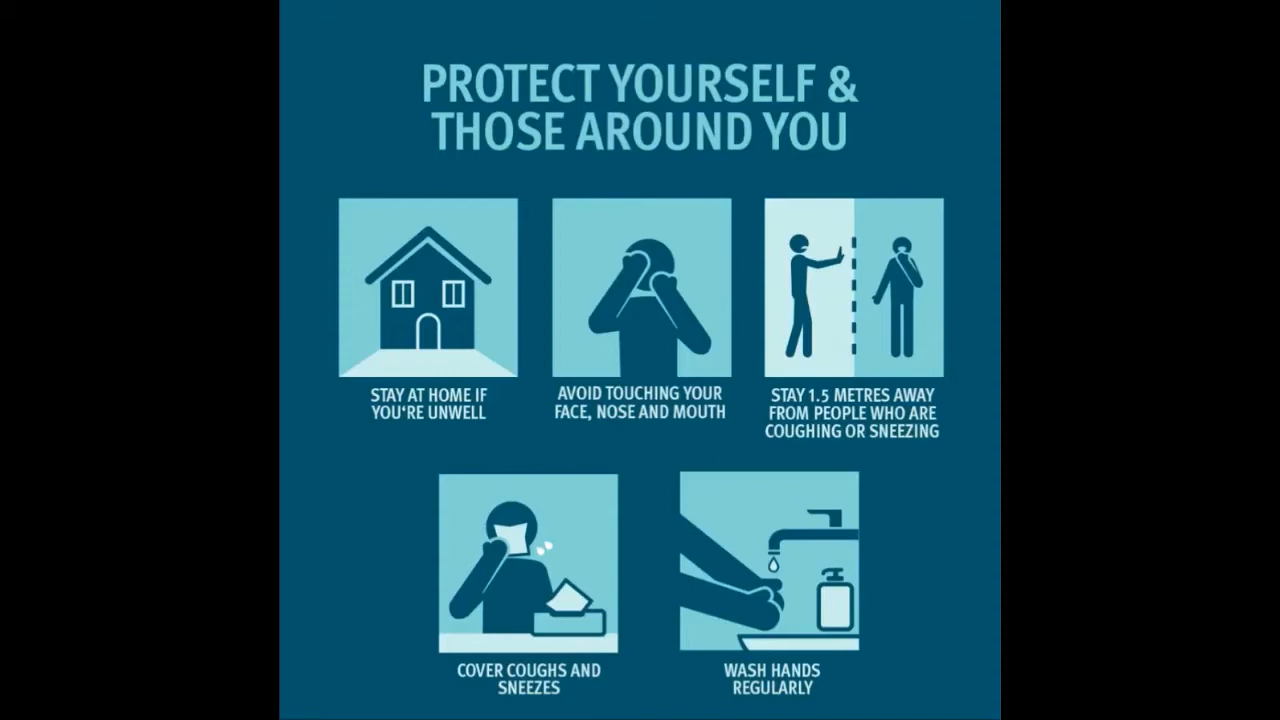 PROTECT YOURSELF &
THOSE AROUND YOU
STAY AT HOME IF
YOU'RE UNWELL
AVOID TOUCHING YOUR
FACE, NOSE AND MOUTH
STAY 1.5 METRES AWAY
FROM PEOPLE WHO ARE
COUGHING OR SNEEZING
COVER COUGHS AND
SNEEZES
WASH HANDS
REGULARLY